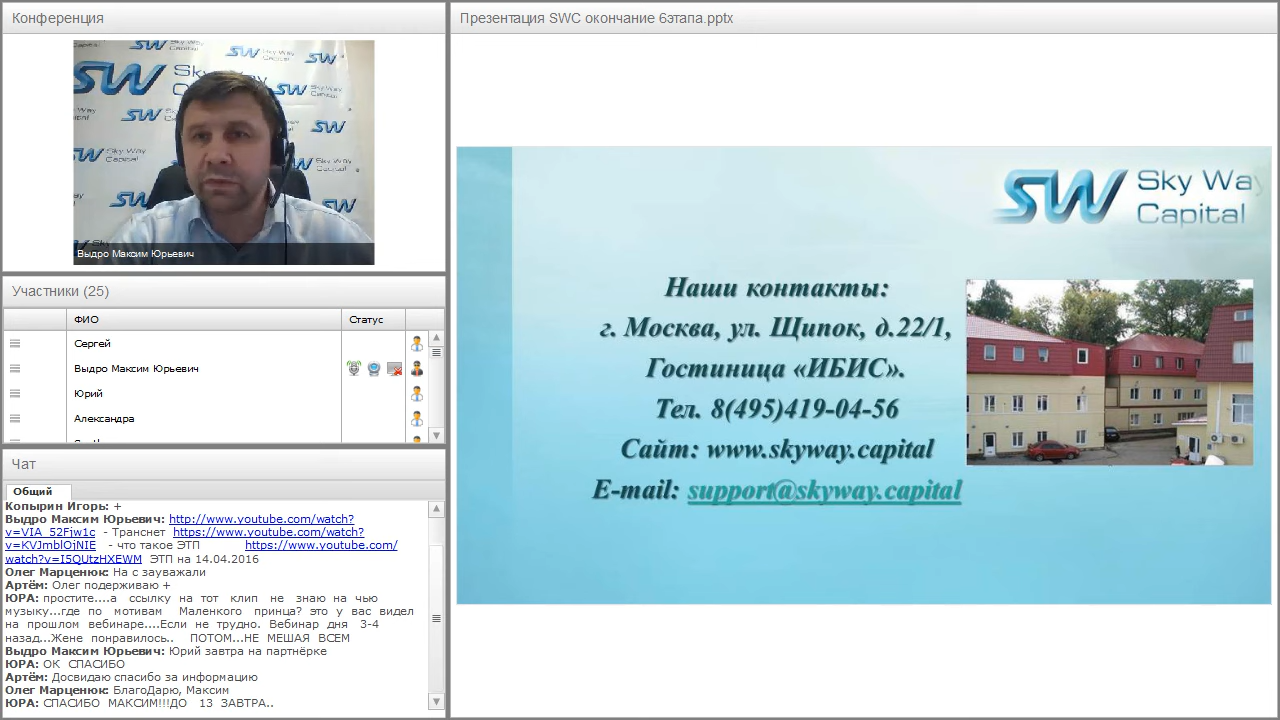 Конференция
SW Sky Way Capital
Выдро Максим Юрьевич
Участники (25)
ФИО Статус
Сергей
Выдро Максим Юрьевич
Юрий
Александра
Чат
Общий
Копырин Игорь: +
Выдро Максим Юрьевич: http://www.youtube.com/watch?
v=VIA_52Fjw1c - Транснет https://www.youtube.com/watch?
v=KVJmblOjNIE - что такое ЭТП https://www.youtube.com/
watch?v=I5QUtzHXEWM ЭТП на 14.04.2016
Олег Марценюк: На с зауважали
Артём: Олег подерживаю +
ЮРА: простите....а ссылку на тот клип не знаю на чью
музыку...где по мотивам Маленкого принца? это у вас видел
на прошлом вебинаре....Если не трудно. Вебинар дня 3-4
назад...Жене понравилось.. ПОТОМ...НЕ МЕШАЯ ВСЕМ
Выдро Максим Юрьевич: Юрий завтра на партнёрке
ЮРА: ОК СПАСИБО
Артём: Досвидаю спасибо за информацию
Олег Марценюк: БлагоДарю, Максим
ЮРА: СПАСИБО МАКСИМ!!!ДО 13 ЗАВТРА..
Презентация SWC окончание 6этапа.pptx
SW Sky Way
Capital
Наши контакты:
г. Москва, ул. Щипок, д.22/1,
Гостиница «ИБИС».
Тел. 8(495)419-04-56
Сайт: www.skyway.capital
E-mail: support@skyway.capital